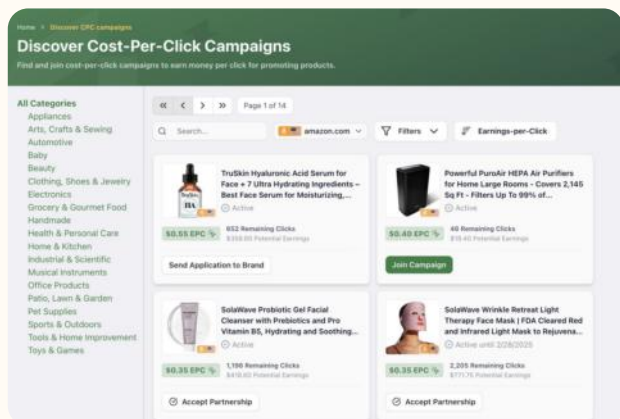 Home > Discover CPC campaigns
Discover Cost-Per-Click Campaigns
Find and join cost-per-click campaigns to earn money per click for promoting products.
All Categories
Appliances
Arts, Crafts & Sewing
Automotive
Baby
Beauty
Clothing, Shoes & Jewelry
Electronics
Grocery & Gourmet Food
Handmade
Health & Personal Care
Home & Kitchen
Industrial & Scientific
Musical Instruments
Office Products
Patio, Lawn & Garden
Pet Supplies
Sports & Outdoors
Tools & Home Improvement
Toys & Games
Page 1 of 14
Search...
amazon.com
Filters
Earnings-per-Click
TruSkin Hyaluronic Acid Serum for
Face + 7 Ultra Hydrating Ingredients –
Best Face Serum for Moisturizing,...
Active
$0.55 EPC
652 Remaining Clicks
Potential Earnings
Send Application to Brand
Powerful PuroAir HEPA Air Purifiers
for Home Large Rooms - Covers 2,145
Sq Ft - Filters Up To 99% of...
Active
$0.40 EPC
46 Remaining Clicks
$18.40 Potential Earnings
Join Campaign
SolaWave Probiotic Gel Facial
Cleanser with Prebiotics and Pro
Vitamin B5, Hydrating and Soothing...
Active
$0.35 EPC
1,196 Remaining Clicks
$418.60 Potential Earnings
Accept Partnership
SolaWave Wrinkle Retreat Light
Therapy Face Mask | FDA Cleared Red
and Infrared Light Mask to Rejuvena...
Active until 2/28/2025
$0.35 EPC
2,205 Remaining Clicks
$771.75 Potential Earnings
Accept Partnership